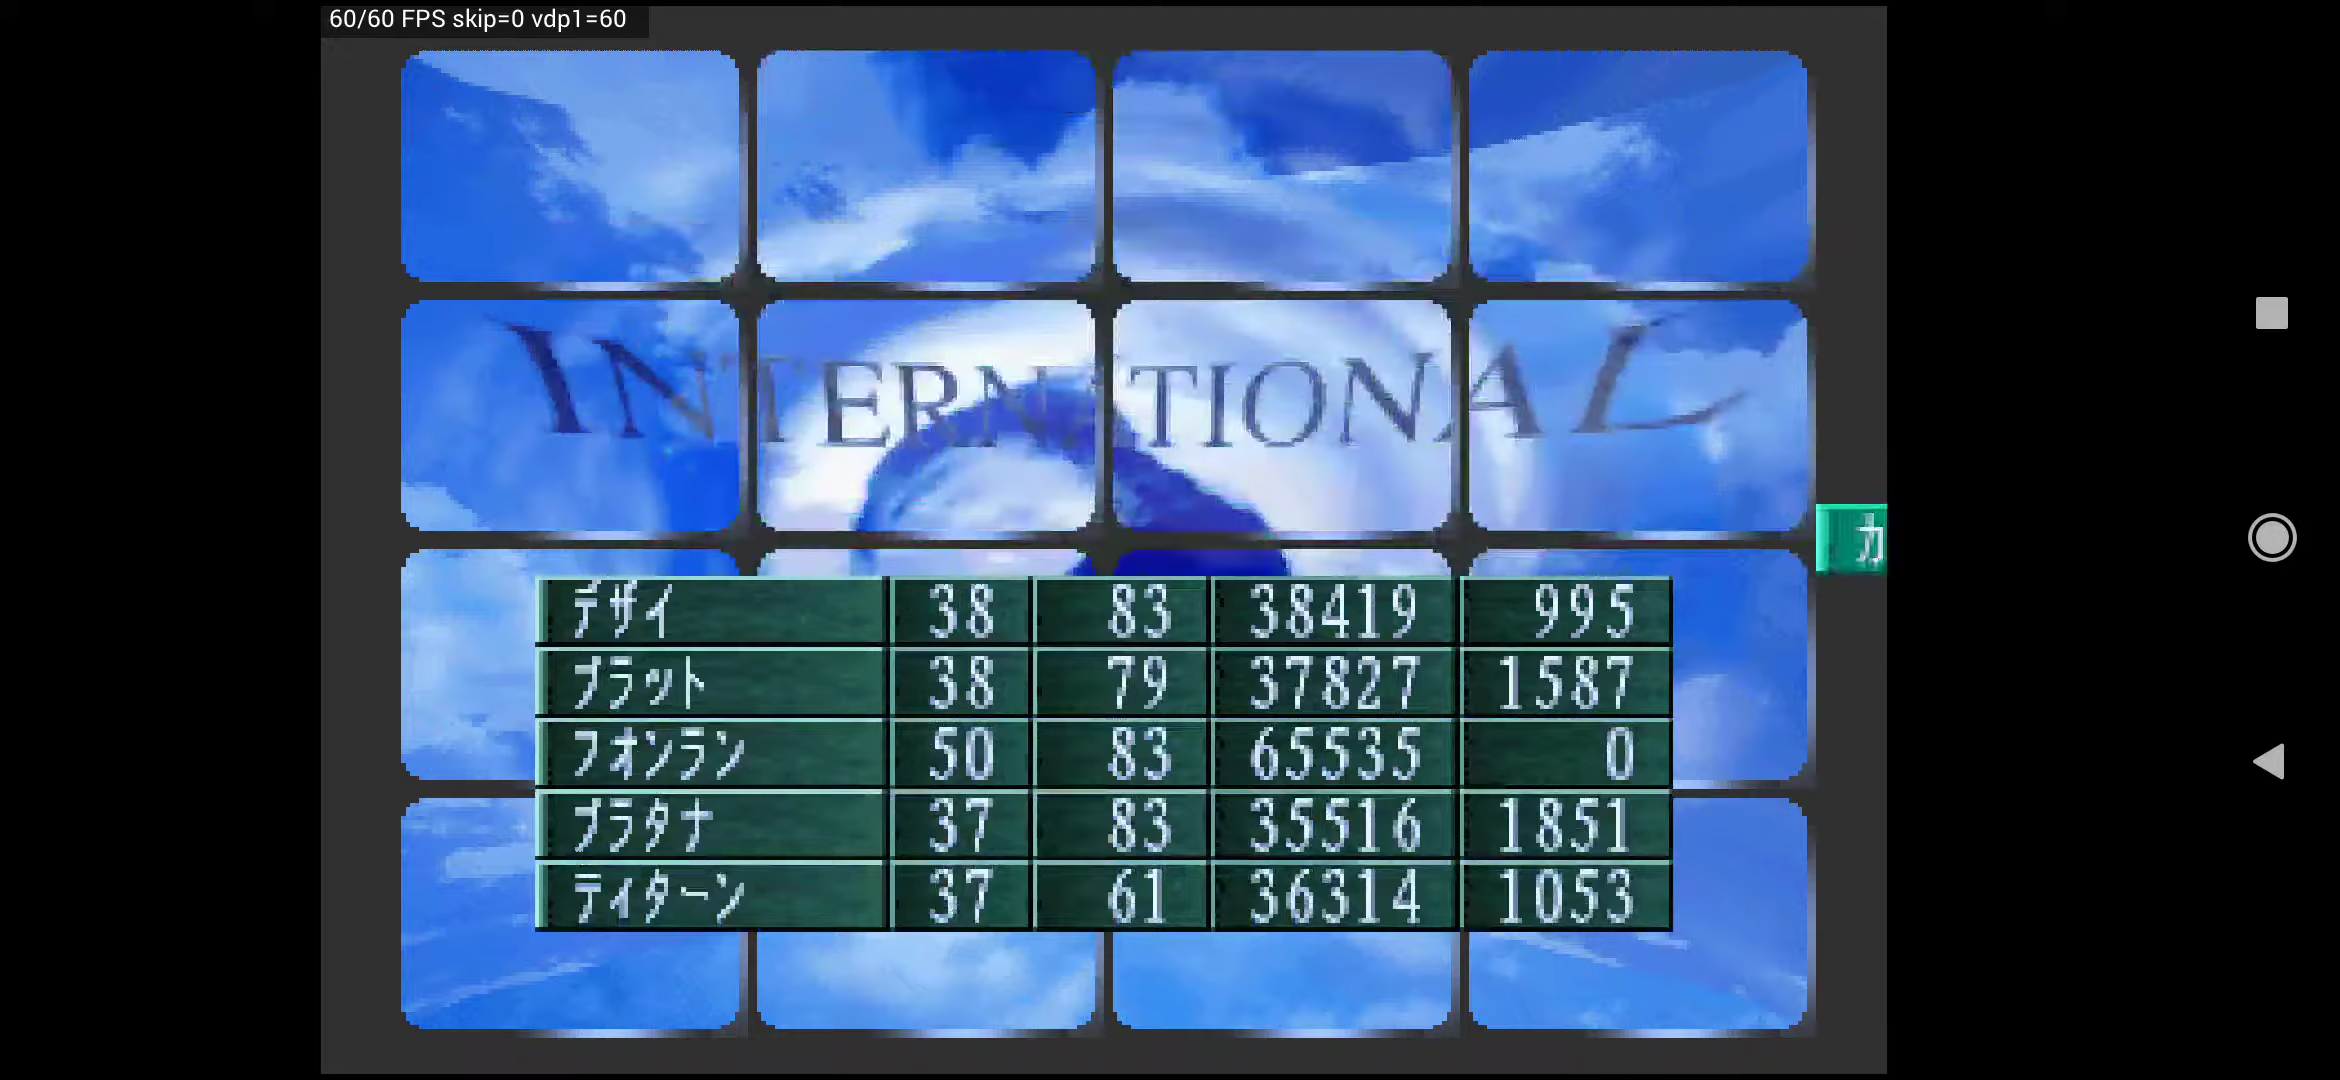 60/60 FPS skip=0 vdp1=60
INTERNATIONAL
カ
デザイ 38 83 38419 995
ブラット 38 79 37827 1587
フォンラン 50 83 65535 0
プラタナ 37 83 35516 1851
ティターン 37 61 36314 1053